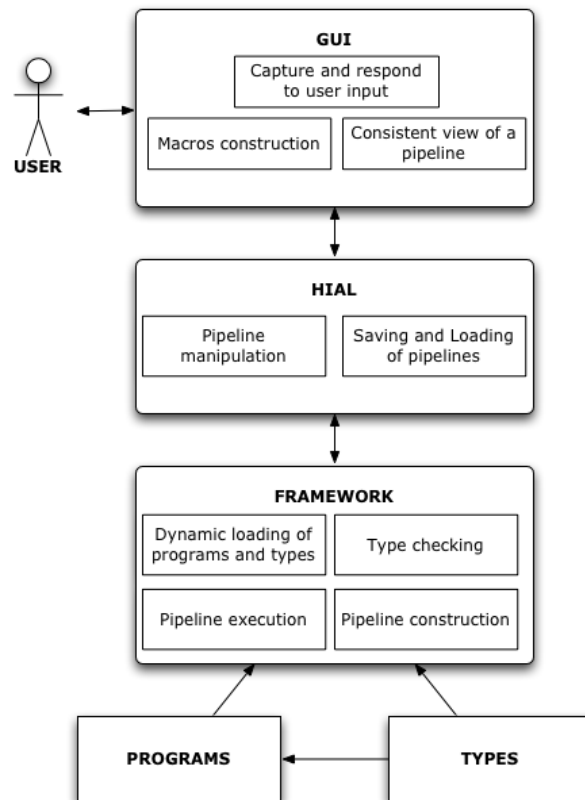 GUI
Capture and respond
to user input
Macros construction
Consistent view of a
pipeline
USER
HIAL
Pipeline
manipulation
Saving and Loading
of pipelines
FRAMEWORK
Dynamic loading of
programs and types
Type checking
Pipeline execution
Pipeline construction
PROGRAMS
TYPES